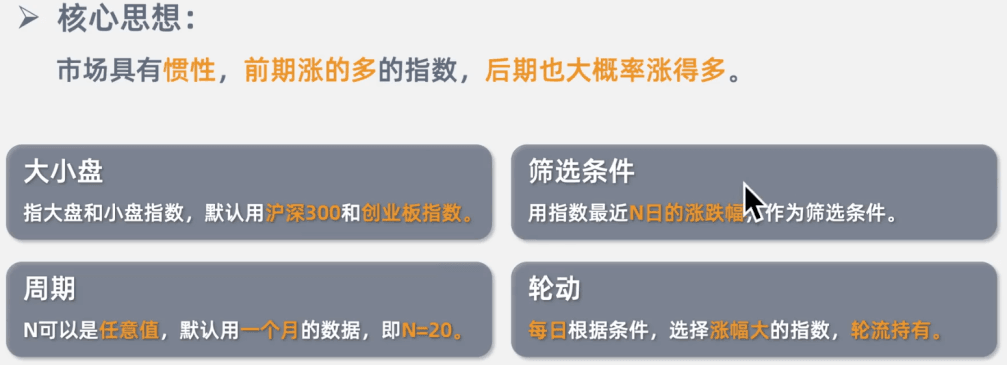 核心思想：
市场具有惯性，前期涨的多的指数，后期也大概率涨得多。
大小盘
指大盘和小盘指数，默认用沪深300和创业板指数。
筛选条件
用指数最近N日的涨跌幅，作为筛选条件。
周期
N可以是任意值，默认用一个月的数据，即N=20。
轮动
每日根据条件，选择涨幅大的指数，轮流持有。